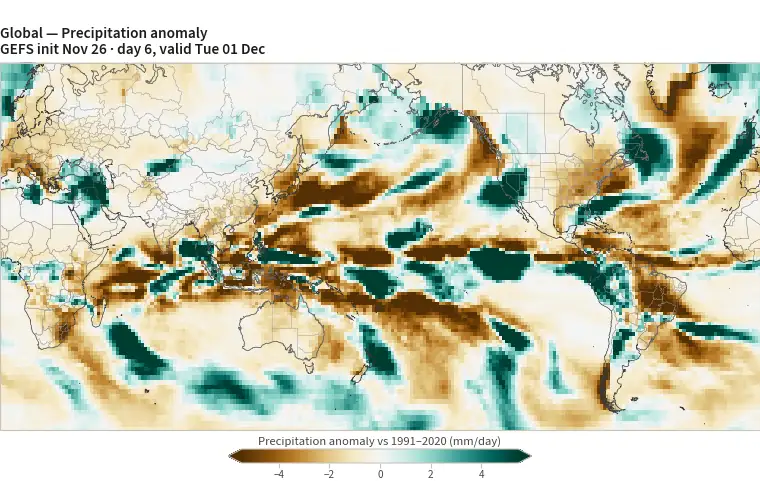 Global — Precipitation anomaly
GEFS init Nov 26 · day 6, valid Tue 01 Dec
Precipitation anomaly vs 1991–2020 (mm/day)
−4 −2 0 2 4